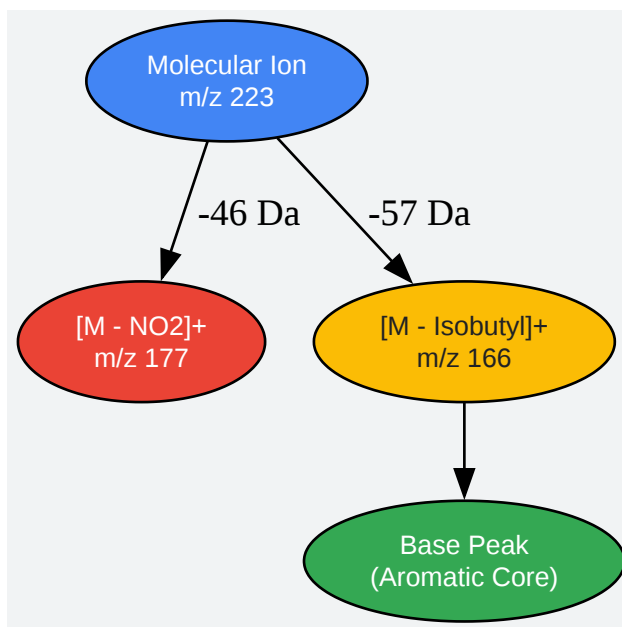 Molecular Ion
m/z 223
-46 Da
-57 Da
[M - NO2]+
m/z 177
[M - Isobutyl]+
m/z 166
Base Peak
(Aromatic Core)